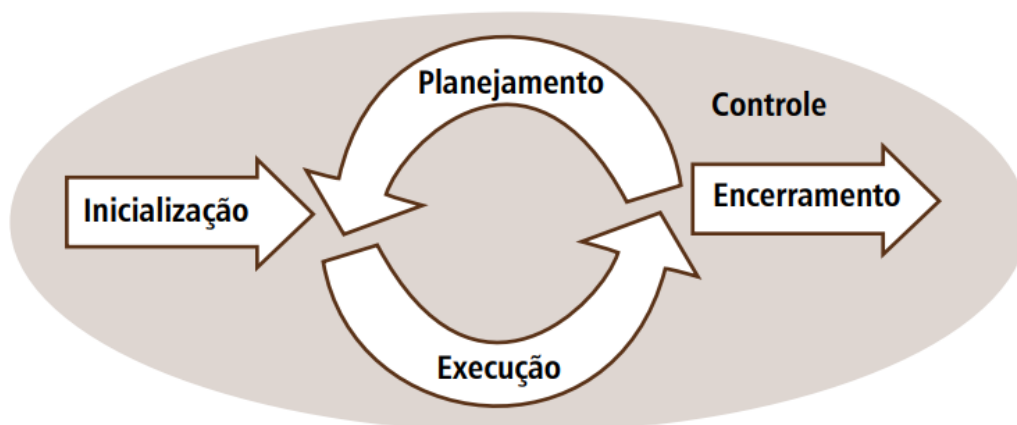 Planejamento
Controle
Inicialização
Encerramento
Execução